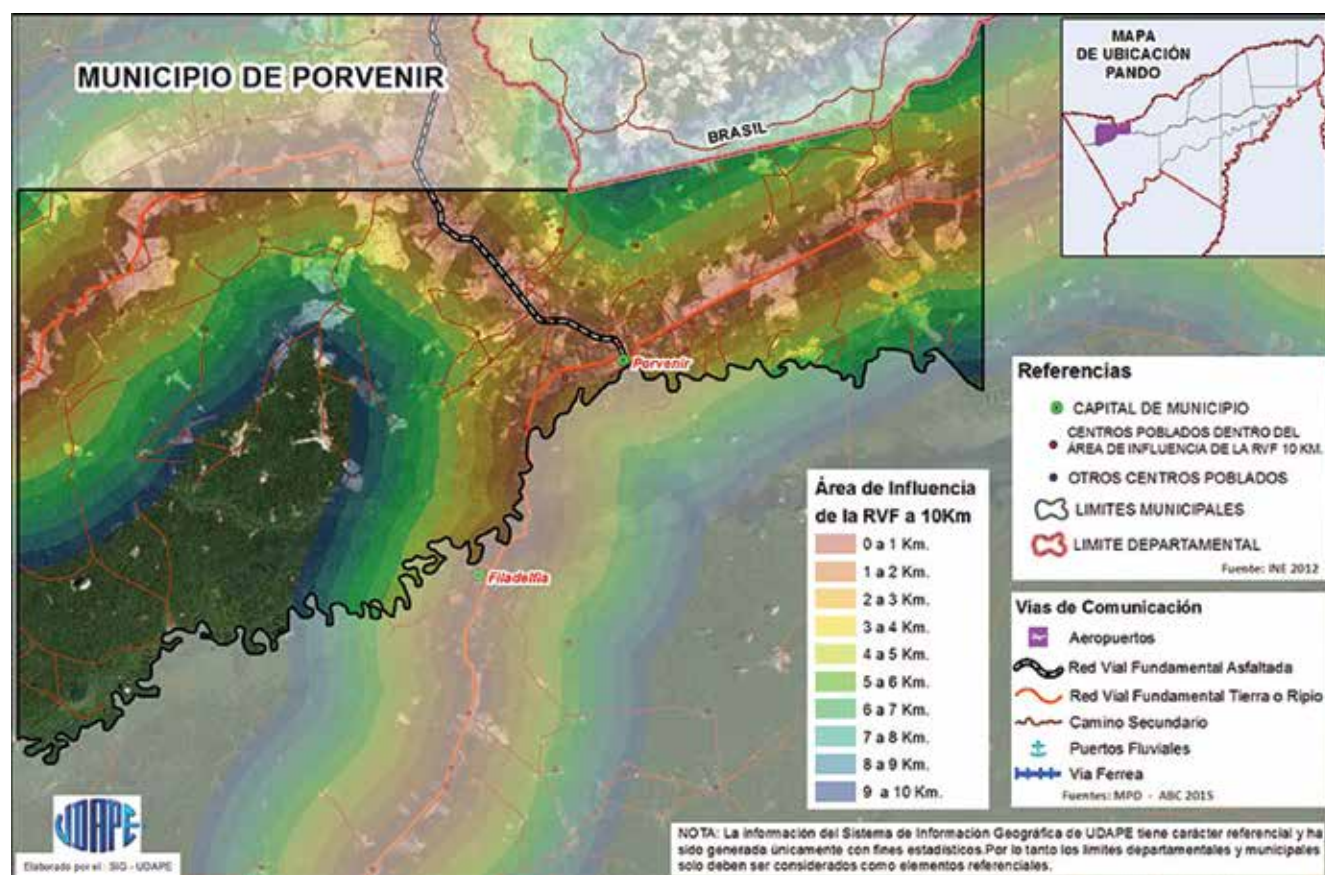 MUNICIPIO DE PORVENIR
BRASIL
MAPA
DE UBICACIÓN
PANDO
Porvenir
Filadelfia
Referencias
CAPITAL DE MUNICIPIO
CENTROS POBLADOS DENTRO DEL
ÁREA DE INFLUENCIA DE LA RVF 10 KM.
OTROS CENTROS POBLADOS
LIMITES MUNICIPALES
LIMITE DEPARTAMENTAL
Fuente: INE 2012
Área de Influencia
de la RVF a 10Km
0 a 1 Km.
1 a 2 Km.
2 a 3 Km.
3 a 4 Km.
4 a 5 Km.
5 a 6 Km.
6 a 7 Km.
7 a 8 Km.
8 a 9 Km.
9 a 10 Km.
Vias de Comunicación
Aeropuertos
Red Vial Fundamental Asfaltada
Red Vial Fundamental Tierra o Ripio
Camino Secundario
Puertos Fluviales
Via Ferrea
Fuentes: MPD - ABC 2015
UDAPE
Elaborado por el : SIG - UDAPE
NOTA: La información del Sistema de Información Geográfica de UDAPE tiene carácter referencial y ha
sido generada únicamente con fines estadísticos.Por lo tanto los limites departamentales y municipales
solo deben ser considerados como elementos referenciales.